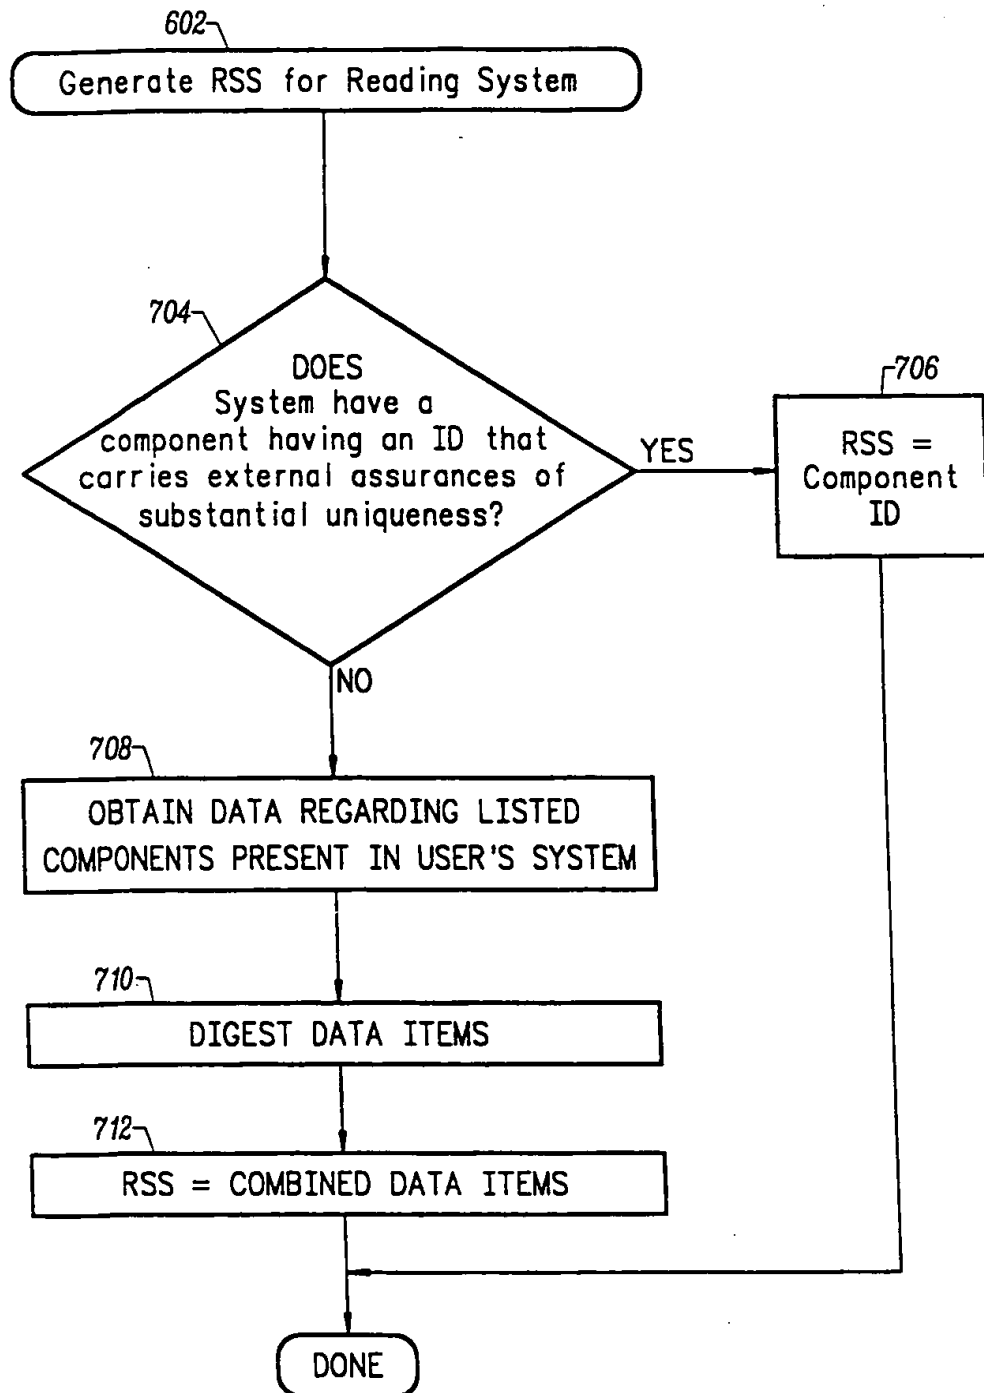 602
Generate RSS for Reading System
704
DOES
System have a
component having an ID that
carries external assurances of
substantial uniqueness?
YES
706
RSS =
Component
ID
NO
708
OBTAIN DATA REGARDING LISTED
COMPONENTS PRESENT IN USER'S SYSTEM
710
DIGEST DATA ITEMS
712
RSS = COMBINED DATA ITEMS
DONE